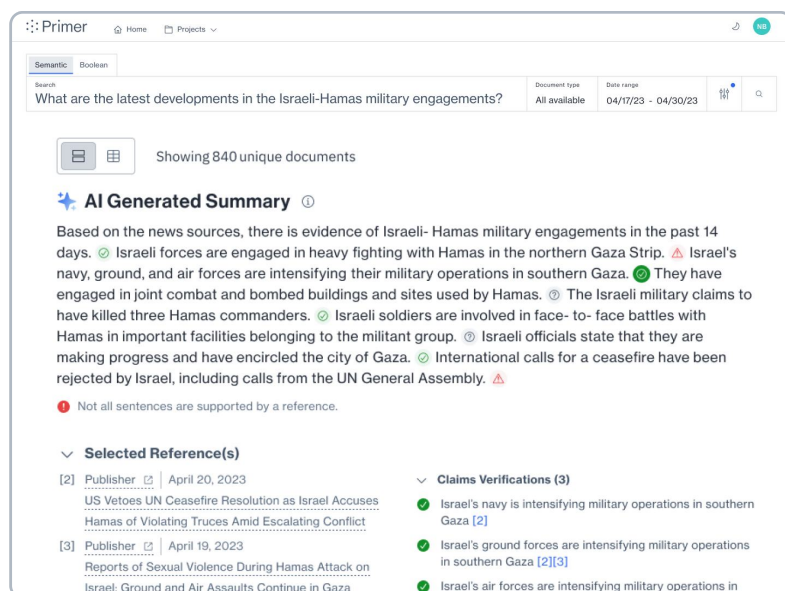 Primer
Home
Projects
NB
Semantic
Boolean
Search
What are the latest developments in the Israeli-Hamas military engagements?
Document type
All available
Date range
04/17/23 - 04/30/23
Showing 840 unique documents
AI Generated Summary
Based on the news sources, there is evidence of Israeli- Hamas military engagements in the past 14
days. Israeli forces are engaged in heavy fighting with Hamas in the northern Gaza Strip. Israel's
navy, ground, and air forces are intensifying their military operations in southern Gaza. They have
engaged in joint combat and bombed buildings and sites used by Hamas. The Israeli military claims to
have killed three Hamas commanders. Israeli soldiers are involved in face- to- face battles with
Hamas in important facilities belonging to the militant group. Israeli officials state that they are
making progress and have encircled the city of Gaza. International calls for a ceasefire have been
rejected by Israel, including calls from the UN General Assembly.
Not all sentences are supported by a reference.
Selected Reference(s)
[2] Publisher April 20, 2023
US Vetoes UN Ceasefire Resolution as Israel Accuses
Hamas of Violating Truces Amid Escalating Conflict
[3] Publisher April 19, 2023
Reports of Sexual Violence During Hamas Attack on
Israel: Ground and Air Assaults Continue in Gaza
Claims Verifications (3)
Israel's navy is intensifying military operations in southern
Gaza [2]
Israel's ground forces are intensifying military operations
in southern Gaza [2][3]
Israel's air forces are intensifying military operations in